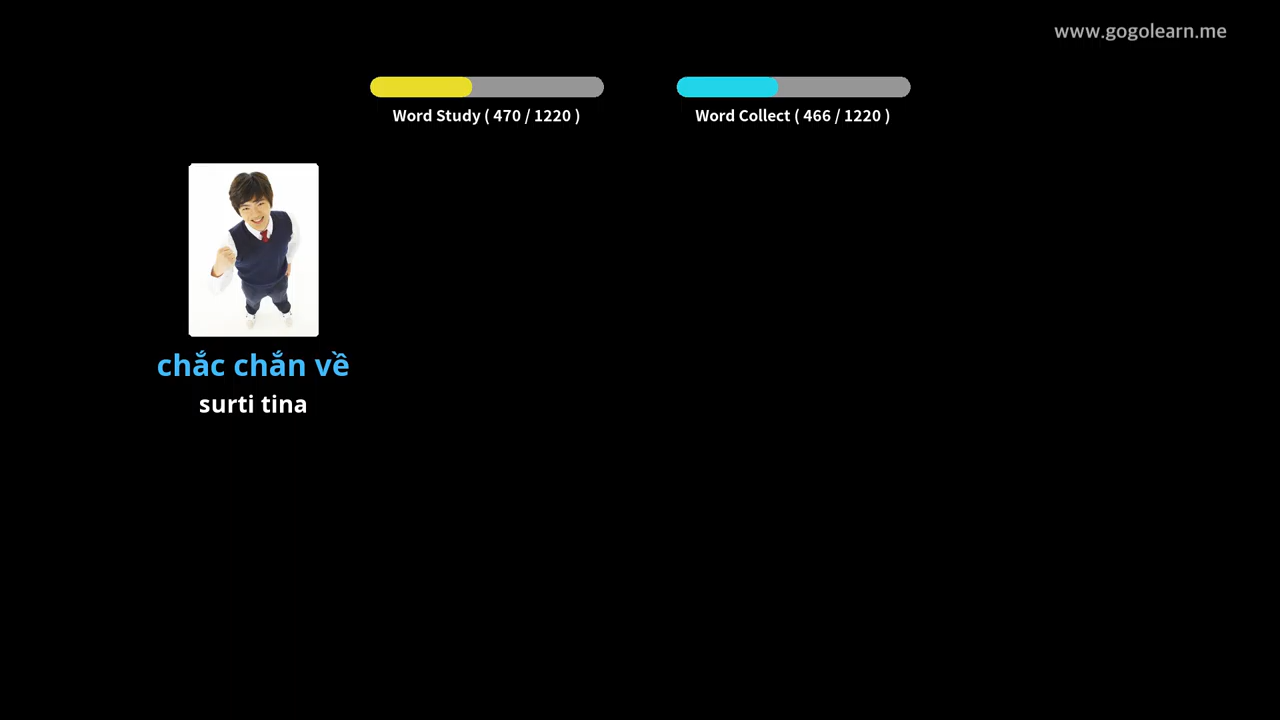 www.gogolearn.me
Word Study ( 470 / 1220 )
Word Collect ( 466 / 1220 )
chắc chắn về
surti tina